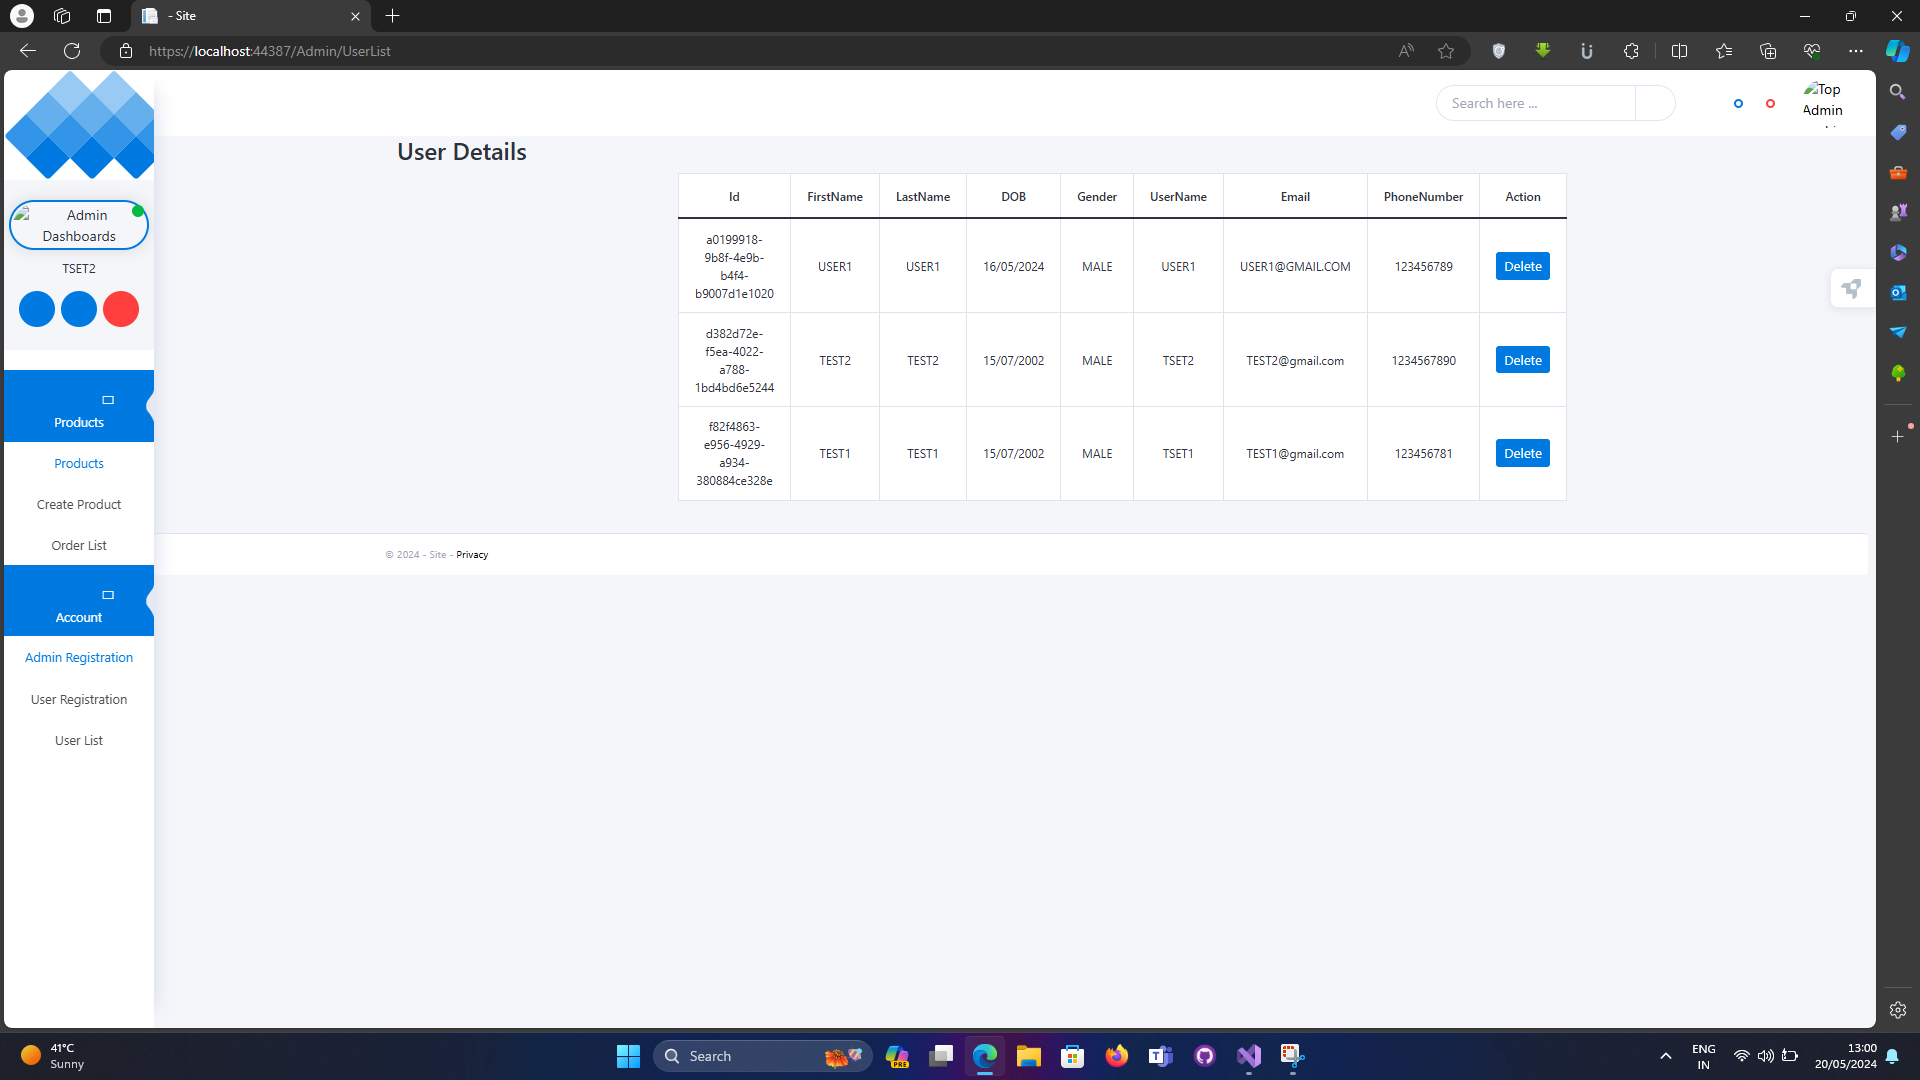 - Site
https://localhost:44387/Admin/UserList
Search here ...
Top
Admin
User Details
Id FirstName LastName DOB Gender UserName Email PhoneNumber Action
a0199918-
9b8f-4e9b-
b4f4-
b9007d1e1020
USER1 USER1 16/05/2024 MALE USER1 USER1@GMAIL.COM 123456789 Delete
d382d72e-
f5ea-4022-
a788-
1bd4bd6e5244
TEST2 TEST2 15/07/2002 MALE TSET2 TEST2@gmail.com 1234567890 Delete
f82f4863-
e956-4929-
a934-
380884ce328e
TEST1 TEST1 15/07/2002 MALE TSET1 TEST1@gmail.com 123456781 Delete
© 2024 - Site - Privacy
Admin
Dashboards
TSET2
Products
Products
Create Product
Order List
Account
Admin Registration
User Registration
User List
41°C
Sunny
Search
PRE
ENG
IN
13:00
20/05/2024